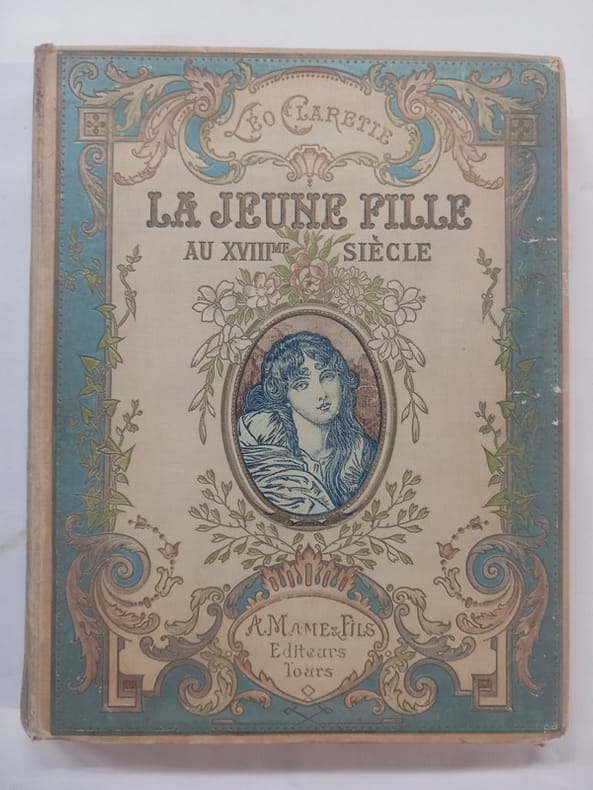 LÉO CLARETIE
LA JEUNE FILLE
AU XVIIIME SIÈCLE
A. MAME & FILS
Editeurs
Tours